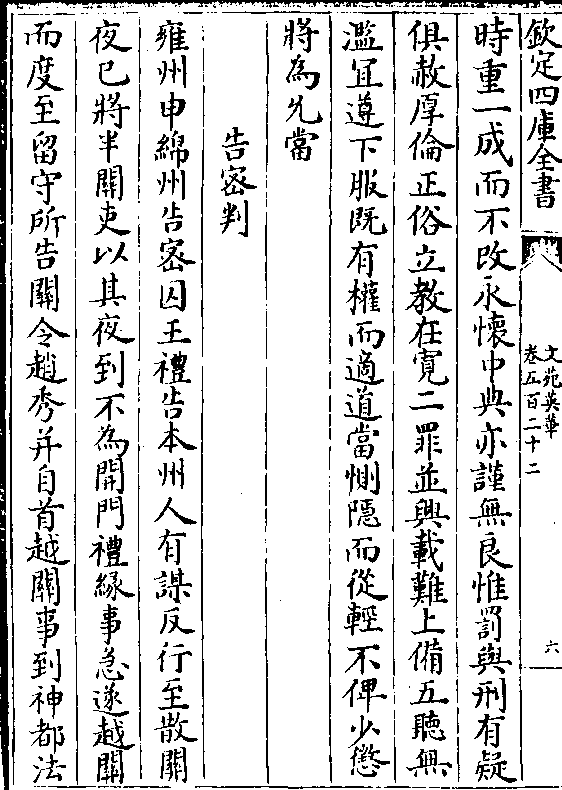 欽定四庫全書
文苑英華
卷五百二十二
六
時重一成而不改永懷中典亦謹無良惟罰與刑有疑
俱赦厚倫正俗立教在寛二罪並興載難上備五聽無
濫宜遵下服既有權而適道當惻隠而從輕不俾少懲
將為允當
告密判
雍州申綿州告密囚王禮告本州人有謀反行至散關
夜已將半關吏以其夜到不為開門禮縁事急遂越關
而度至留守所告關令趙秀并自首越關事到神都法